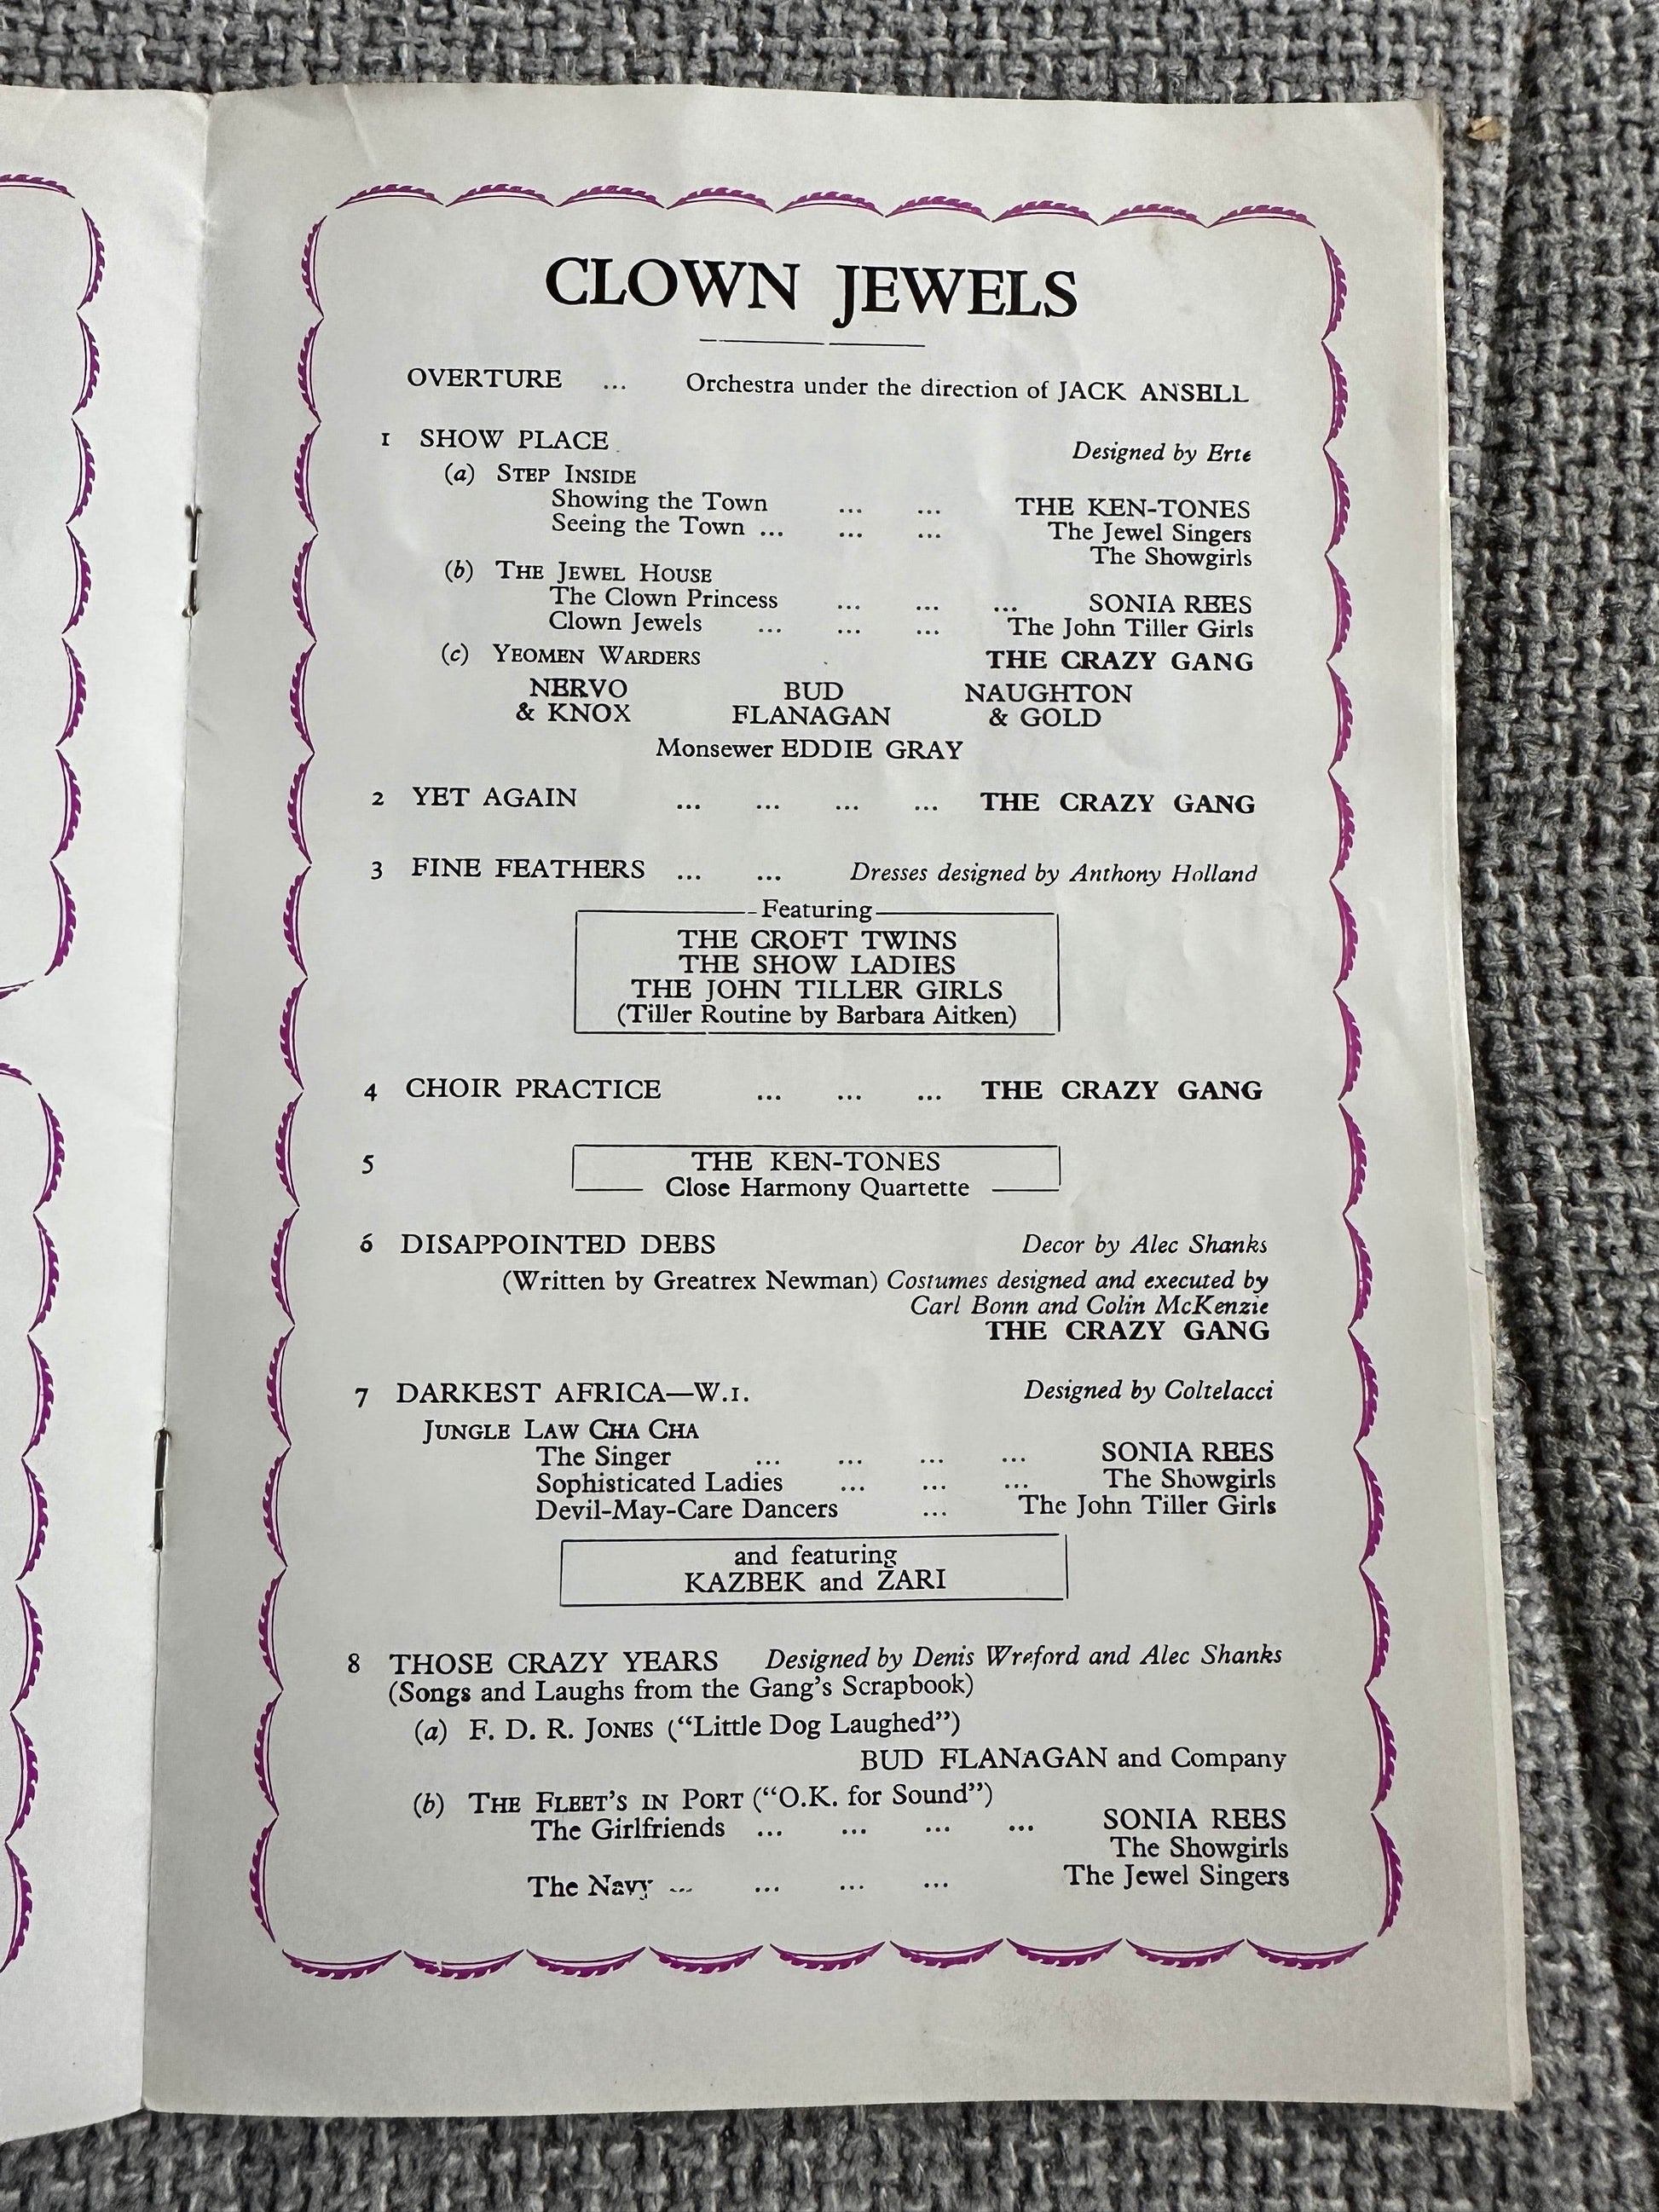 CLOWN JEWELS
OVERTURE ... Orchestra under the direction of JACK ANSELL
1 SHOW PLACE Designed by Erte
(a) STEP INSIDE
Showing the Town ... ... THE KEN-TONES
Seeing the Town ... ... ... The Jewel Singers
The Showgirls
(b) THE JEWEL HOUSE
The Clown Princess ... ... ... SONIA REES
Clown Jewels ... ... ... The John Tiller Girls
(c) YEOMEN WARDERS THE CRAZY GANG
NERVO BUD NAUGHTON
& KNOX FLANAGAN & GOLD
Monsewer EDDIE GRAY
2 YET AGAIN ... ... ... ... THE CRAZY GANG
3 FINE FEATHERS ... ... Dresses designed by Anthony Holland
Featuring
THE CROFT TWINS
THE SHOW LADIES
THE JOHN TILLER GIRLS
(Tiller Routine by Barbara Aitken)
4 CHOIR PRACTICE ... ... ... THE CRAZY GANG
5 THE KEN-TONES
Close Harmony Quartette
6 DISAPPOINTED DEBS Decor by Alec Shanks
(Written by Greatrex Newman) Costumes designed and executed by
Carl Bonn and Colin McKenzie
THE CRAZY GANG
7 DARKEST AFRICA—W.1. Designed by Coltelacci
JUNGLE LAW CHA CHA
The Singer ... ... ... ... SONIA REES
Sophisticated Ladies ... ... ... The Showgirls
Devil-May-Care Dancers ... The John Tiller Girls
and featuring
KAZBEK and ZARI
8 THOSE CRAZY YEARS Designed by Denis Wreford and Alec Shanks
(Songs and Laughs from the Gang's Scrapbook)
(a) F. D. R. JONES ("Little Dog Laughed")
BUD FLANAGAN and Company
(b) THE FLEET'S IN PORT ("O.K. for Sound")
The Girlfriends ... ... ... ... SONIA REES
The Showgirls
The Navy ... ... ... ... The Jewel Singers